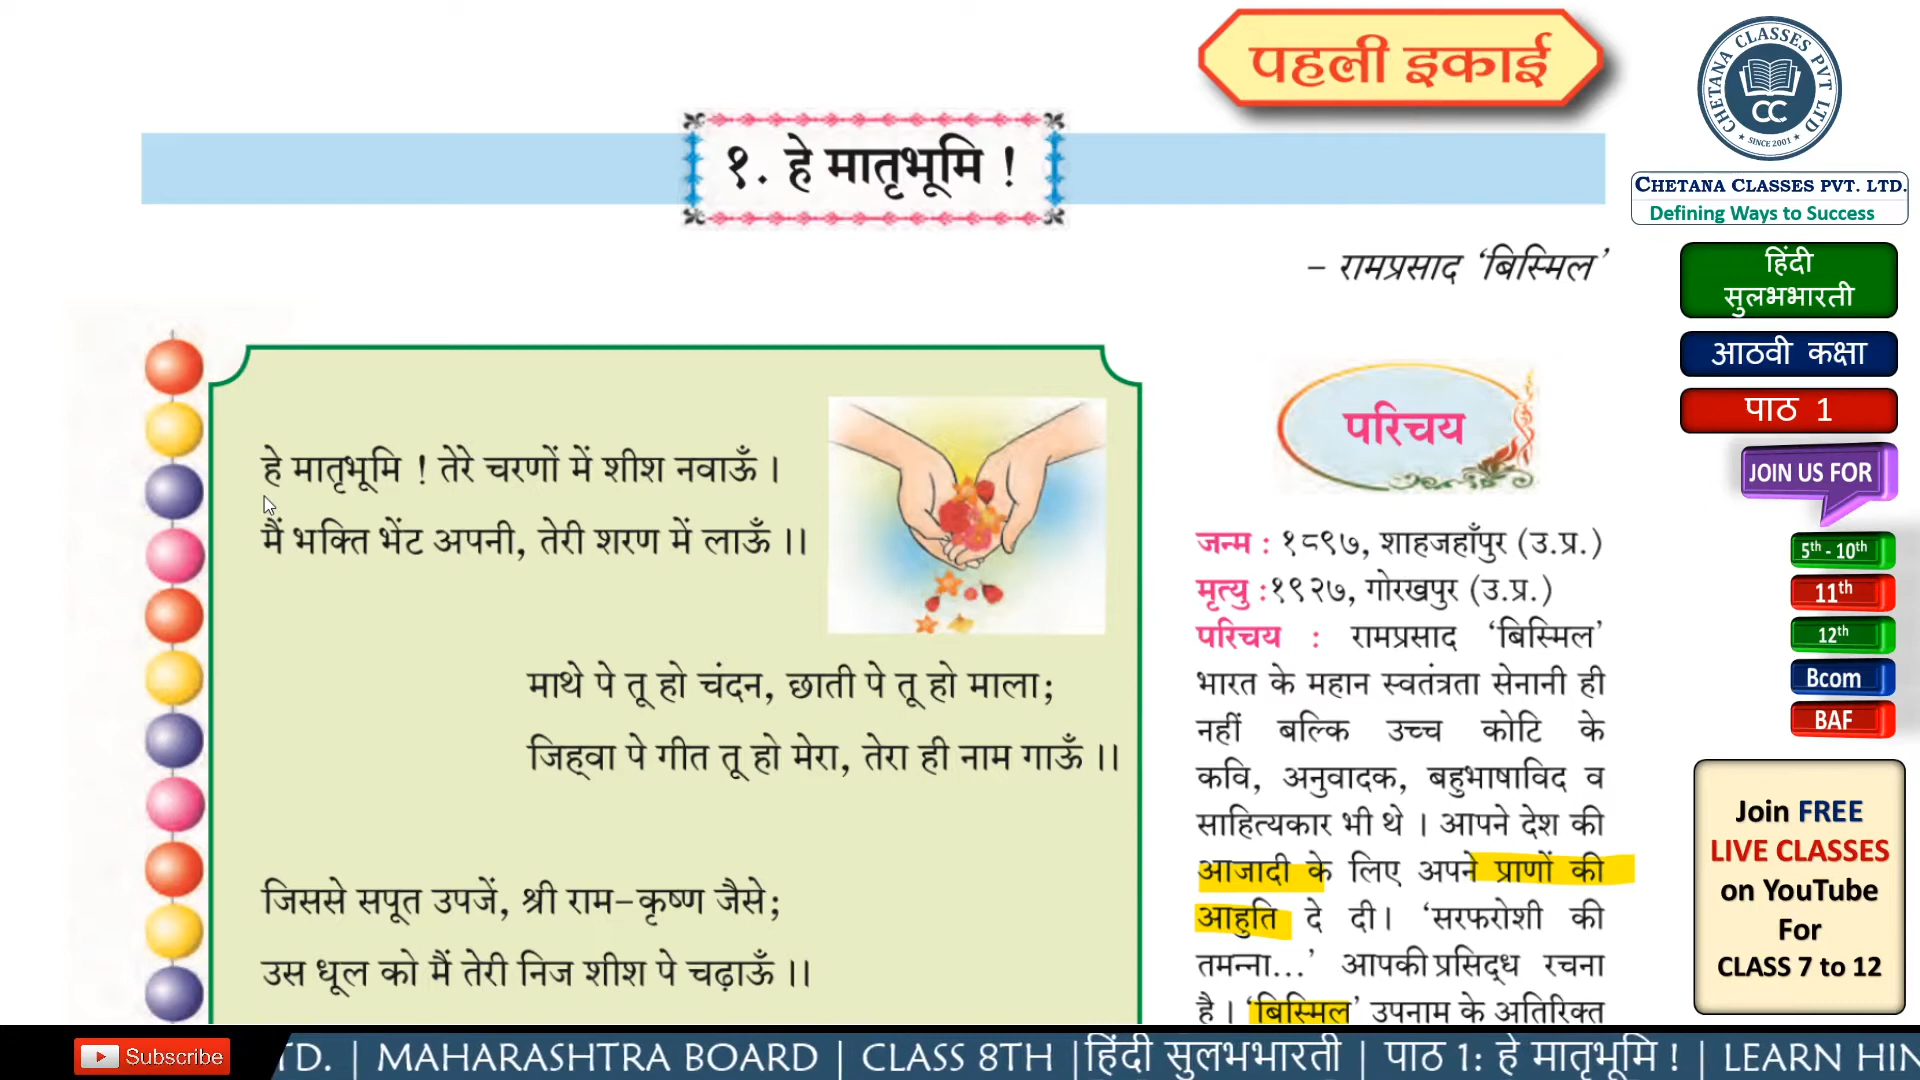 पहली इकाई
१. हे मातृभूमि !
– रामप्रसाद ‘बिस्मिल’
हे मातृभूमि ! तेरे चरणों में शीश नवाऊँ ।
मैं भक्ति भेंट अपनी, तेरी शरण में लाऊँ ।।
माथे पे तू हो चंदन, छाती पे तू हो माला;
जिह्वा पे गीत तू हो मेरा, तेरा ही नाम गाऊँ ।।
जिससे सपूत उपजें, श्री राम-कृष्ण जैसे;
उस धूल को मैं तेरी निज शीश पे चढ़ाऊँ ।।
परिचय
जन्म : १८९७, शाहजहाँपुर (उ.प्र.)
मृत्यु :१९२७, गोरखपुर (उ.प्र.)
परिचय : रामप्रसाद ‘बिस्मिल’
भारत के महान स्वतंत्रता सेनानी ही
नहीं बल्कि उच्च कोटि के
कवि, अनुवादक, बहुभाषाविद व
साहित्यकार भी थे । आपने देश की
आजादी के लिए अपने प्राणों की
आहुति दे दी। ‘सरफरोशी की
तमन्ना...’ आपकी प्रसिद्ध रचना
है । ‘बिस्मिल’ उपनाम के अतिरिक्त
CHETANA CLASSES PVT LTD
CC
SINCE 2001
CHETANA CLASSES PVT. LTD.
Defining Ways to Success
हिंदी
सुलभभारती
आठवी कक्षा
पाठ 1
JOIN US FOR
5th - 10th
11th
12th
Bcom
BAF
Join FREE
LIVE CLASSES
on YouTube
For
CLASS 7 to 12
Subscribe
TD. | MAHARASHTRA BOARD | CLASS 8TH |हिंदी सुलभभारती | पाठ 1: हे मातृभूमि ! | LEARN HIN